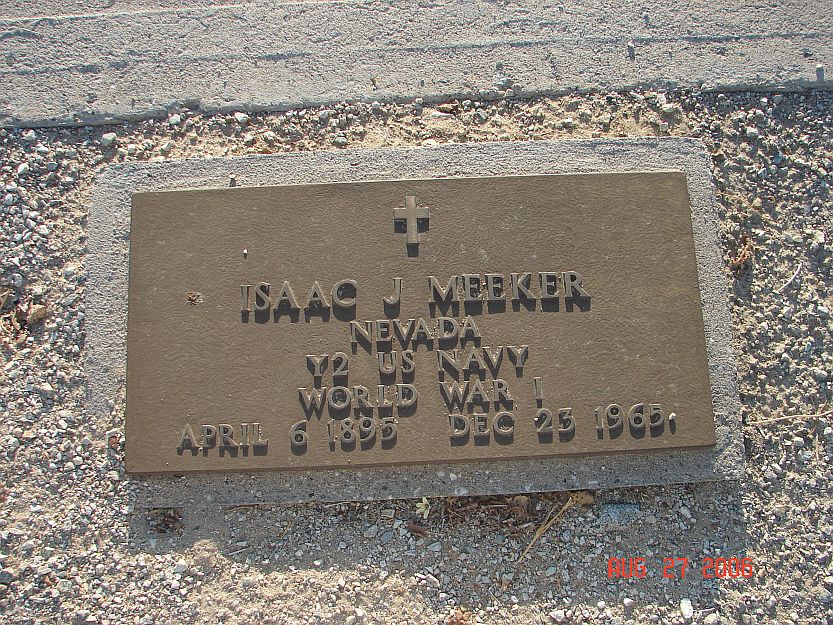 ISAAC J MEEKER
NEVADA
Y2 US NAVY
WORLD WAR I
APRIL 6 1895 DEC 23 1965
AUG 27 2006